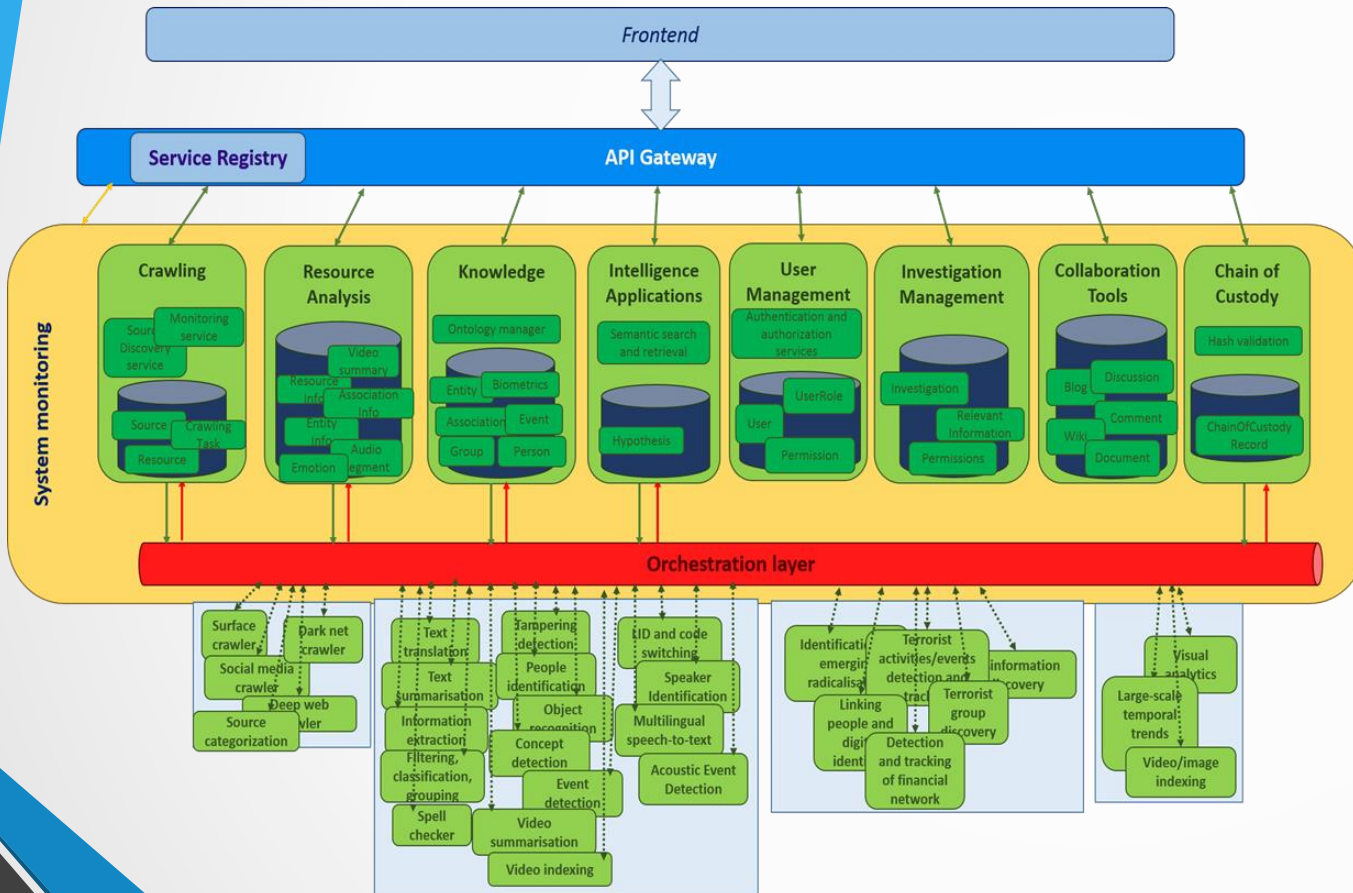 Frontend
Service Registry
API Gateway
System monitoring
Crawling
Monitoring
service
Discovery
service
Source
Crawling
Task
Resource
Resource
Analysis
Video
summary
Resource
Info
Association
Info
Entity
Info
Audio
Emotion
Knowledge
Ontology manager
Entity
Biometrics
Association
Event
Group
Person
Intelligence
Applications
Semantic search
and retrieval
Hypothesis
User
Management
Authentication and
authorization
services
UserRole
User
Permission
Investigation
Management
Investigation
Relevant
Information
Permissions
Collaboration
Tools
Blog
Discussion
Comment
Wiki
Document
Chain of
Custody
Hash validation
ChainOfCustody
Record
Orchestration layer
Surface
crawler
Dark net
crawler
Social media
crawler
Deep web
Source
categorization
Text
translation
Text
summarisation
Information
extraction
Filtering,
classification,
grouping
Spell
checker
Tampering
detection
People
identification
Object
recognition
Concept
detection
Event
detection
Video
summarisation
Video indexing
LID and code
switching
Speaker
Identification
Multilingual
speech-to-text
Acoustic Event
Detection
Terrorist
activities/events
detection and
information
Linking
people and
Terrorist
group
discovery
Detection
and tracking
of financial
network
Visual
analytics
Large-scale
temporal
trends
Video/image
indexing